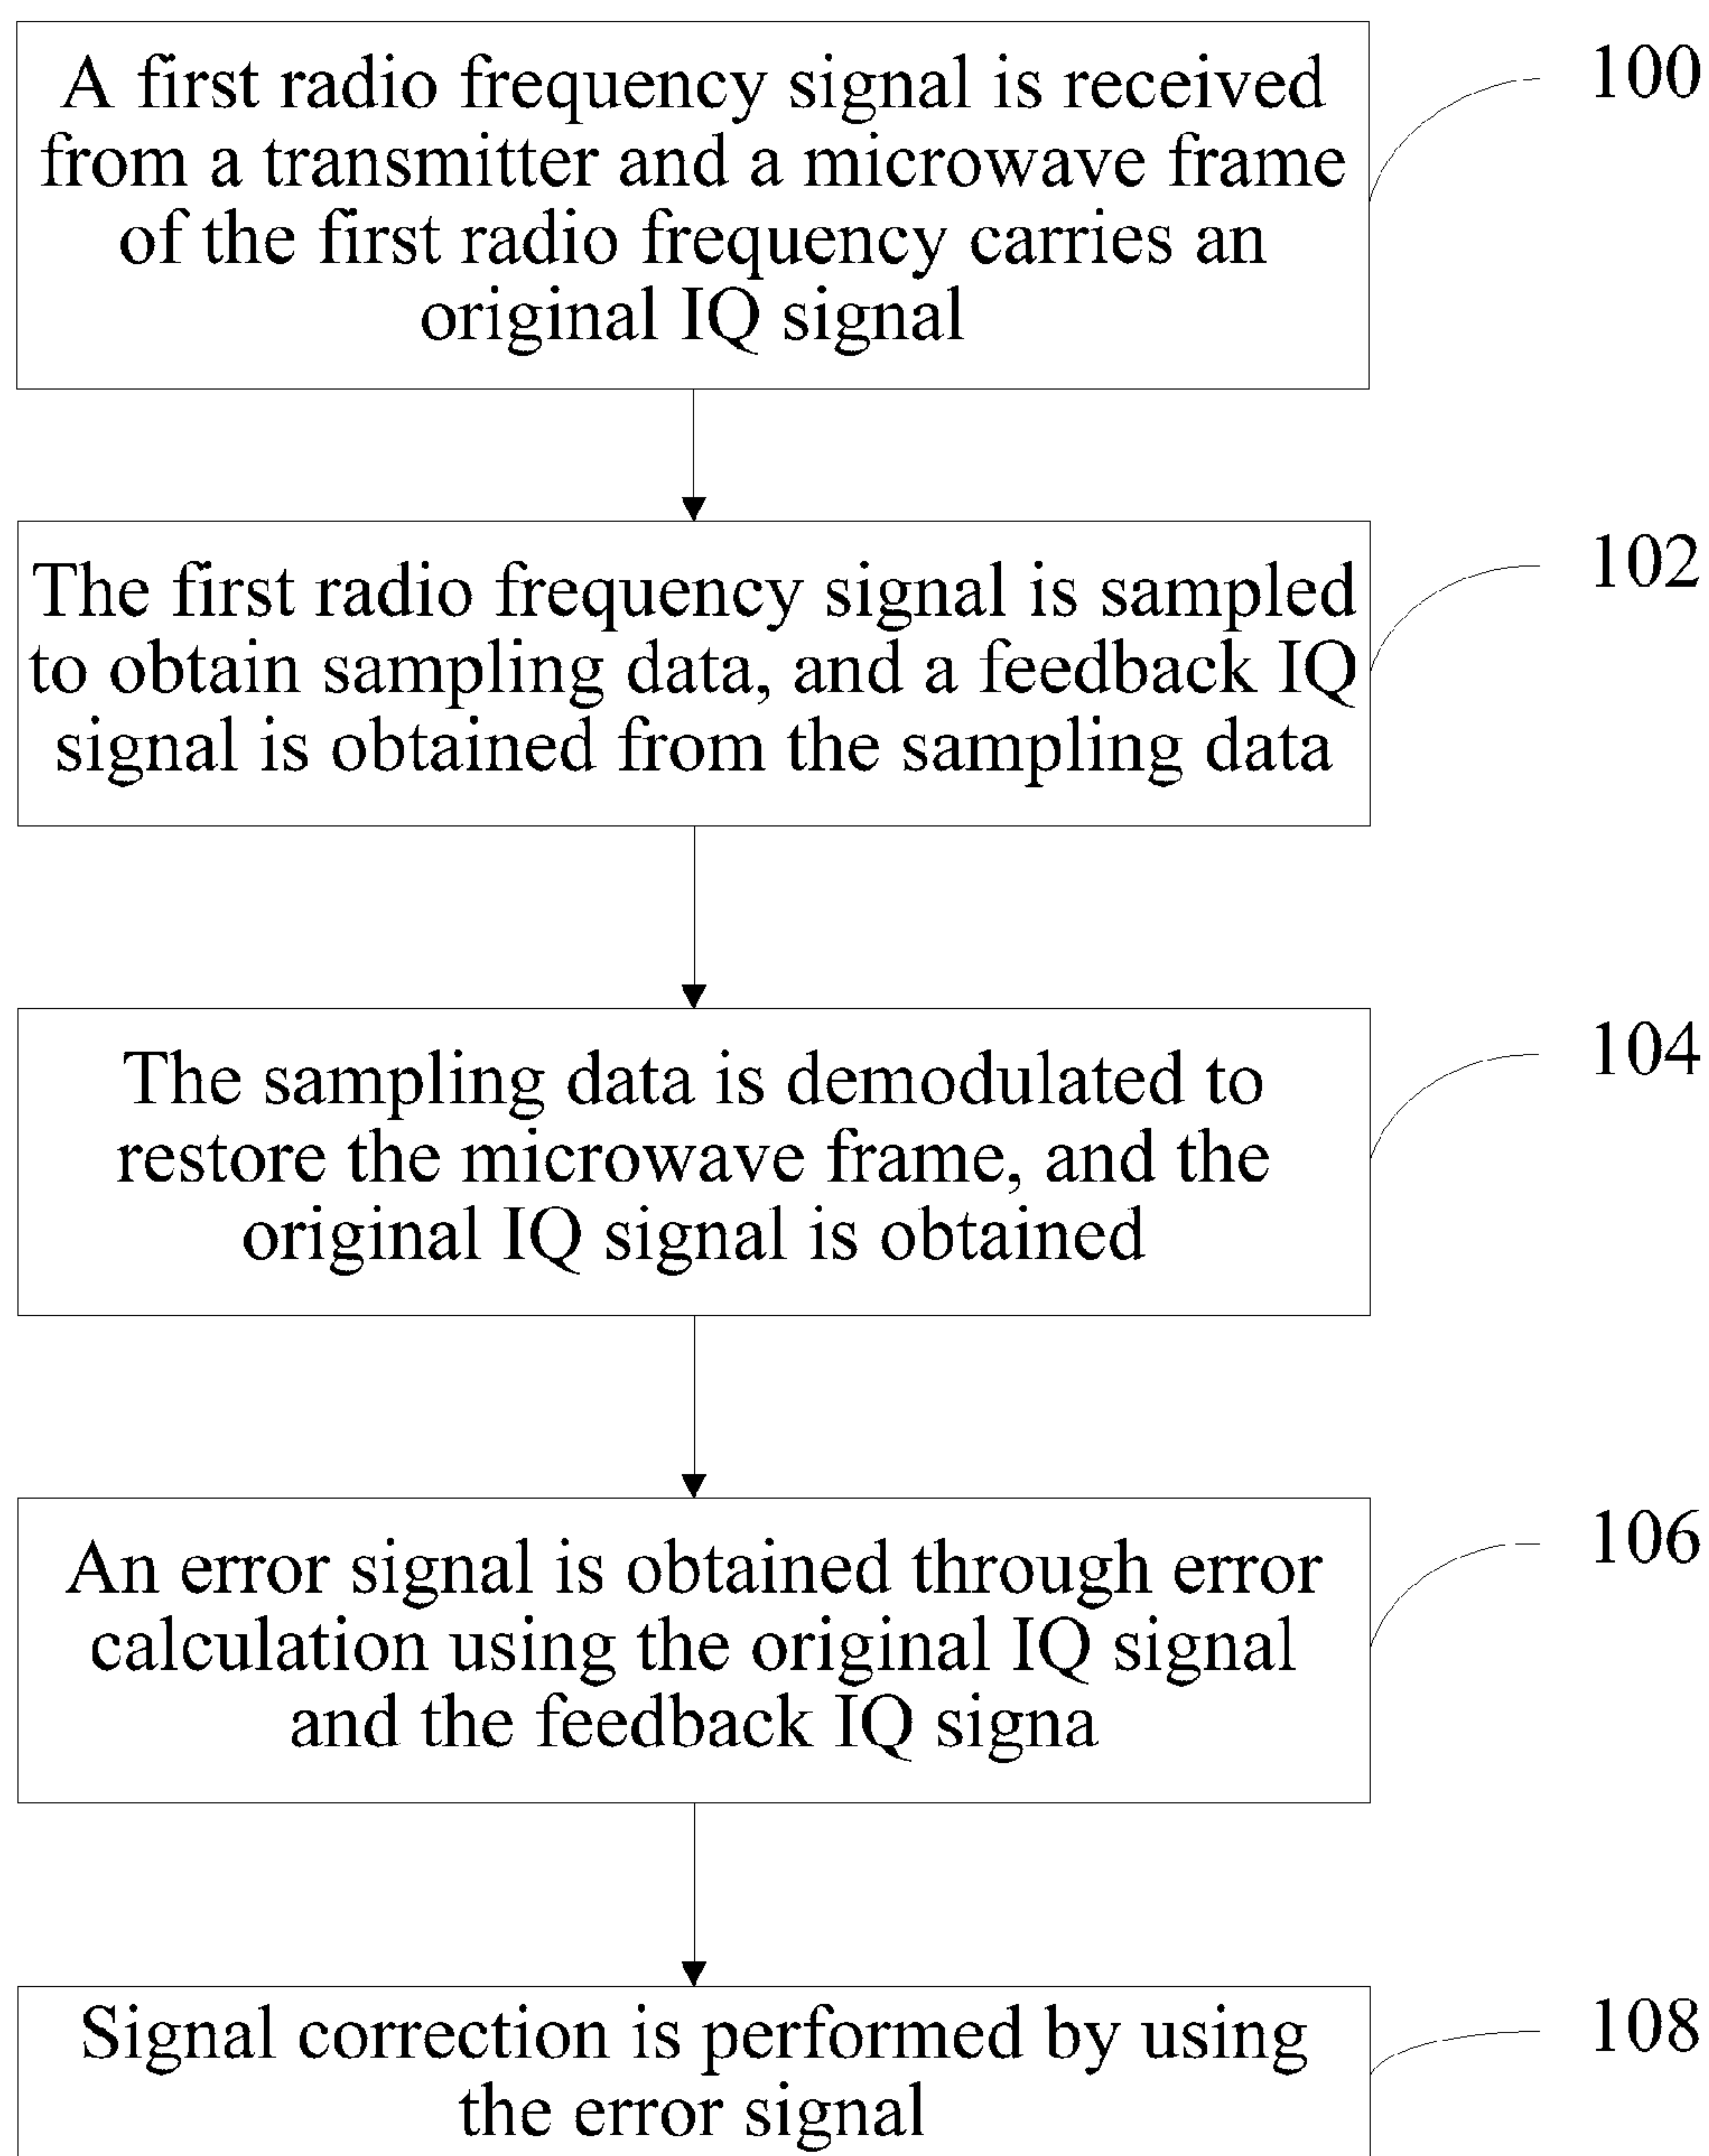 A first radio frequency signal is received
from a transmitter and a microwave frame
of the first radio frequency carries an
original IQ signal
100
The first radio frequency signal is sampled
to obtain sampling data, and a feedback IQ
signal is obtained from the sampling data
102
The sampling data is demodulated to
restore the microwave frame, and the
original IQ signal is obtained
104
An error signal is obtained through error
calculation using the original IQ signal
and the feedback IQ signa
106
Signal correction is performed by using
the error signal
108